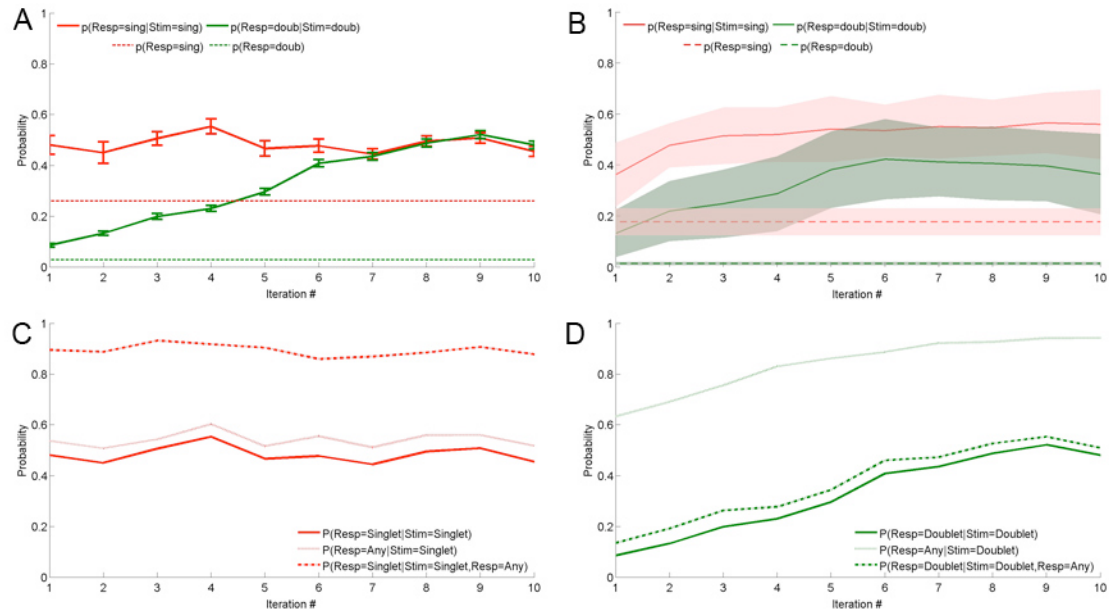 A
p(Resp=sing|Stim=sing)
p(Resp=doub|Stim=doub)
p(Resp=sing)
p(Resp=doub)
1
0.8
0.6
0.4
0.2
0
Probability
1 2 3 4 5 6 7 8 9 10
Iteration #
B
p(Resp=sing|Stim=sing)
p(Resp=doub|Stim=doub)
p(Resp=sing)
p(Resp=doub)
1
0.8
0.6
0.4
0.2
0
Probability
1 2 3 4 5 6 7 8 9 10
Iteration #
C
1
0.8
0.6
0.4
0.2
0
Probability
P(Resp=Singlet|Stim=Singlet)
P(Resp=Any|Stim=Singlet)
P(Resp=Singlet|Stim=Singlet,Resp=Any)
1 2 3 4 5 6 7 8 9 10
Iteration #
D
1
0.8
0.6
0.4
0.2
0
Probability
P(Resp=Doublet|Stim=Doublet)
P(Resp=Any|Stim=Doublet)
P(Resp=Doublet|Stim=Doublet,Resp=Any)
1 2 3 4 5 6 7 8 9 10
Iteration #